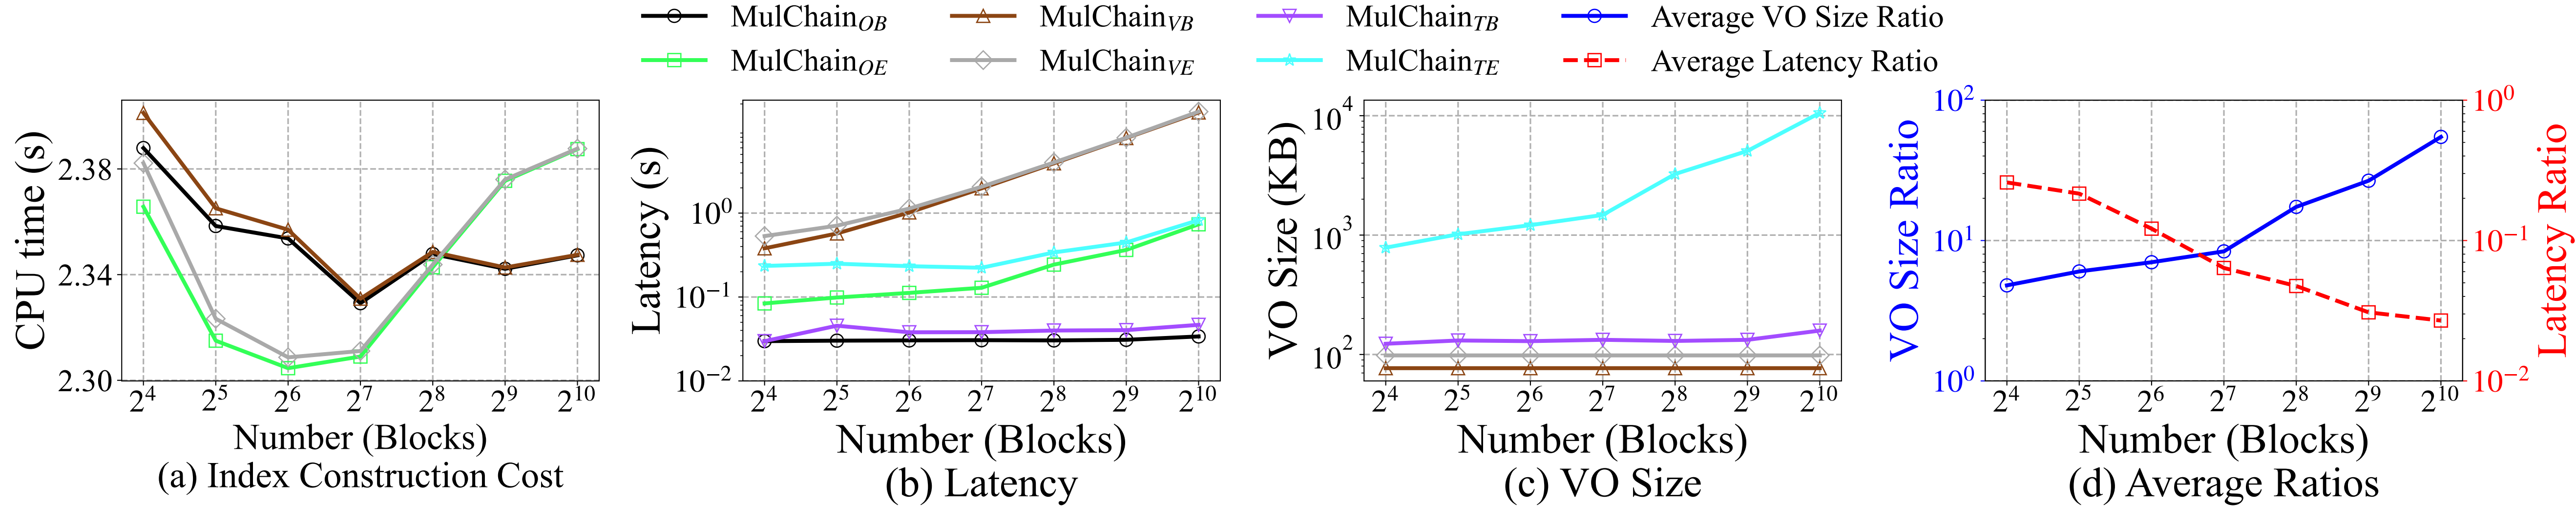 MulChain_OB MulChain_VB MulChain_TB Average VO Size Ratio
MulChain_OE MulChain_VE MulChain_TE Average Latency Ratio
CPU time (s)
2.38
2.34
2.30
2^4 2^5 2^6 2^7 2^8 2^9 2^10
Number (Blocks)
(a) Index Construction Cost
Latency (s)
10^0
10^-1
10^-2
2^4 2^5 2^6 2^7 2^8 2^9 2^10
Number (Blocks)
(b) Latency
VO Size (KB)
10^4
10^3
10^2
2^4 2^5 2^6 2^7 2^8 2^9 2^10
Number (Blocks)
(c) VO Size
VO Size Ratio
10^2
10^1
10^0
2^4 2^5 2^6 2^7 2^8 2^9 2^10
Number (Blocks)
10^0
10^-1
10^-2
Latency Ratio
(d) Average Ratios